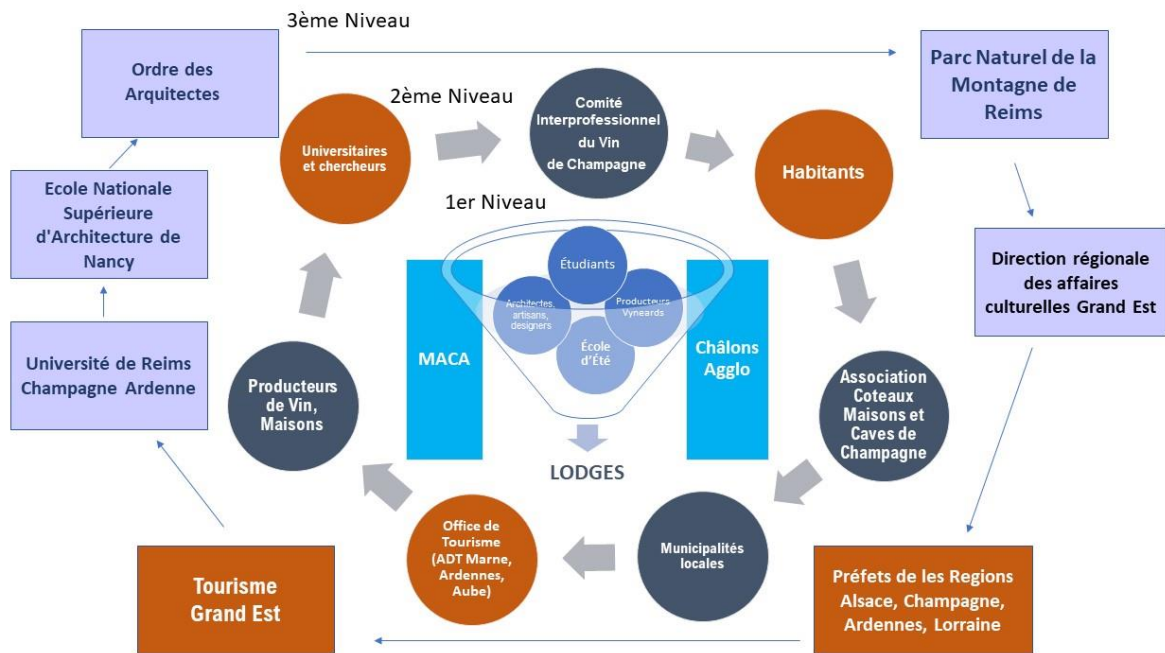 3ème Niveau
Ordre des
Arquitectes
Parc Naturel de la
Montagne de
Reims
2ème Niveau
Comité
Interprofessionnel
du Vin
de Champagne
Universitaires
et chercheurs
Habitants
Ecole Nationale
Supérieure
d'Architecture de
Nancy
1er Niveau
Étudiants
Architectes,
artisans,
designers
Producteurs
Vyneards
École
d'Été
MACA
Châlons
Agglo
Direction régionale
des affaires
culturelles Grand Est
Université de Reims
Champagne Ardenne
Producteurs
de Vin,
Maisons
Association
Coteaux
Maisons et
Caves de
Champagne
LODGES
Office de
Tourisme
(ADT Marne,
Ardennes,
Aube)
Municipalités
locales
Tourisme
Grand Est
Préfets de les Regions
Alsace, Champagne,
Ardennes, Lorraine